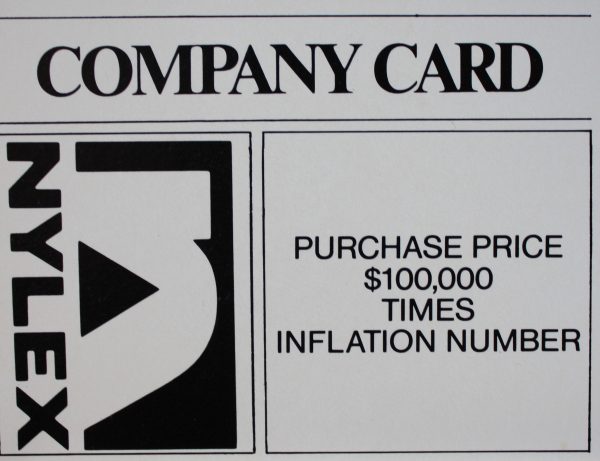 COMPANY CARD
NYLEX
PURCHASE PRICE
$100,000
TIMES
INFLATION NUMBER